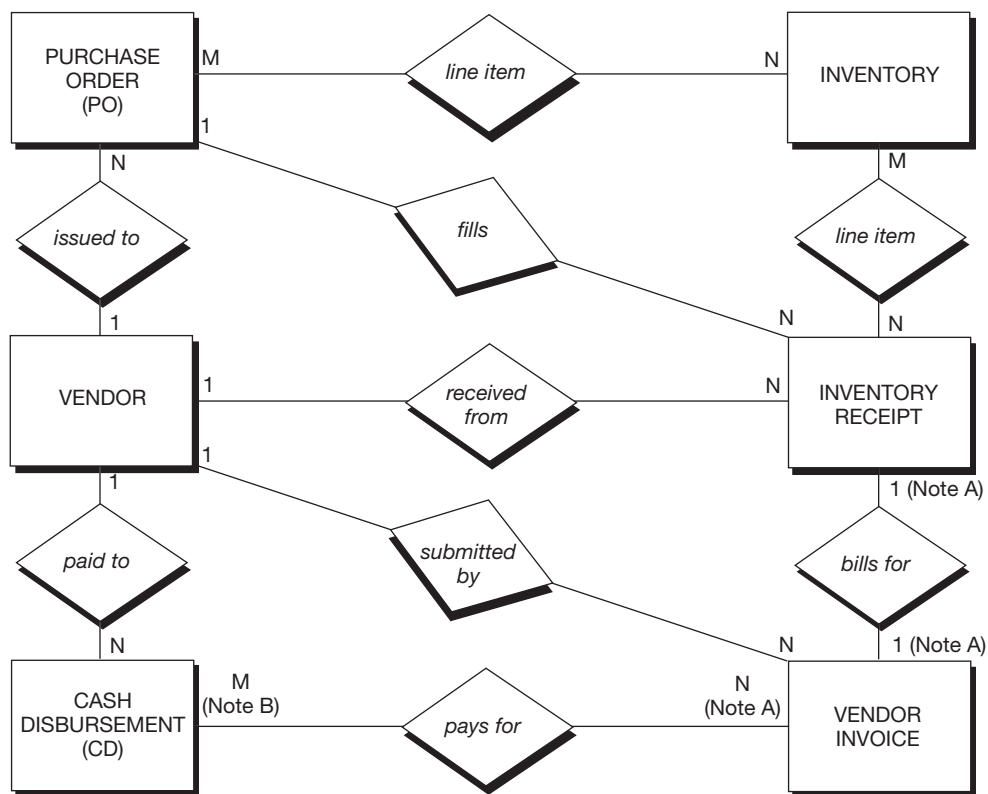 PURCHASE
ORDER
(PO)
M
line item
N
INVENTORY
1
N
M
issued to
fills
line item
1
N
N
VENDOR
1
received
from
N
INVENTORY
RECEIPT
1
1
1 (Note A)
paid to
submitted
by
bills for
N
N
1 (Note A)
CASH
DISBURSEMENT
(CD)
M
(Note B)
pays for
N
(Note A)
VENDOR
INVOICE